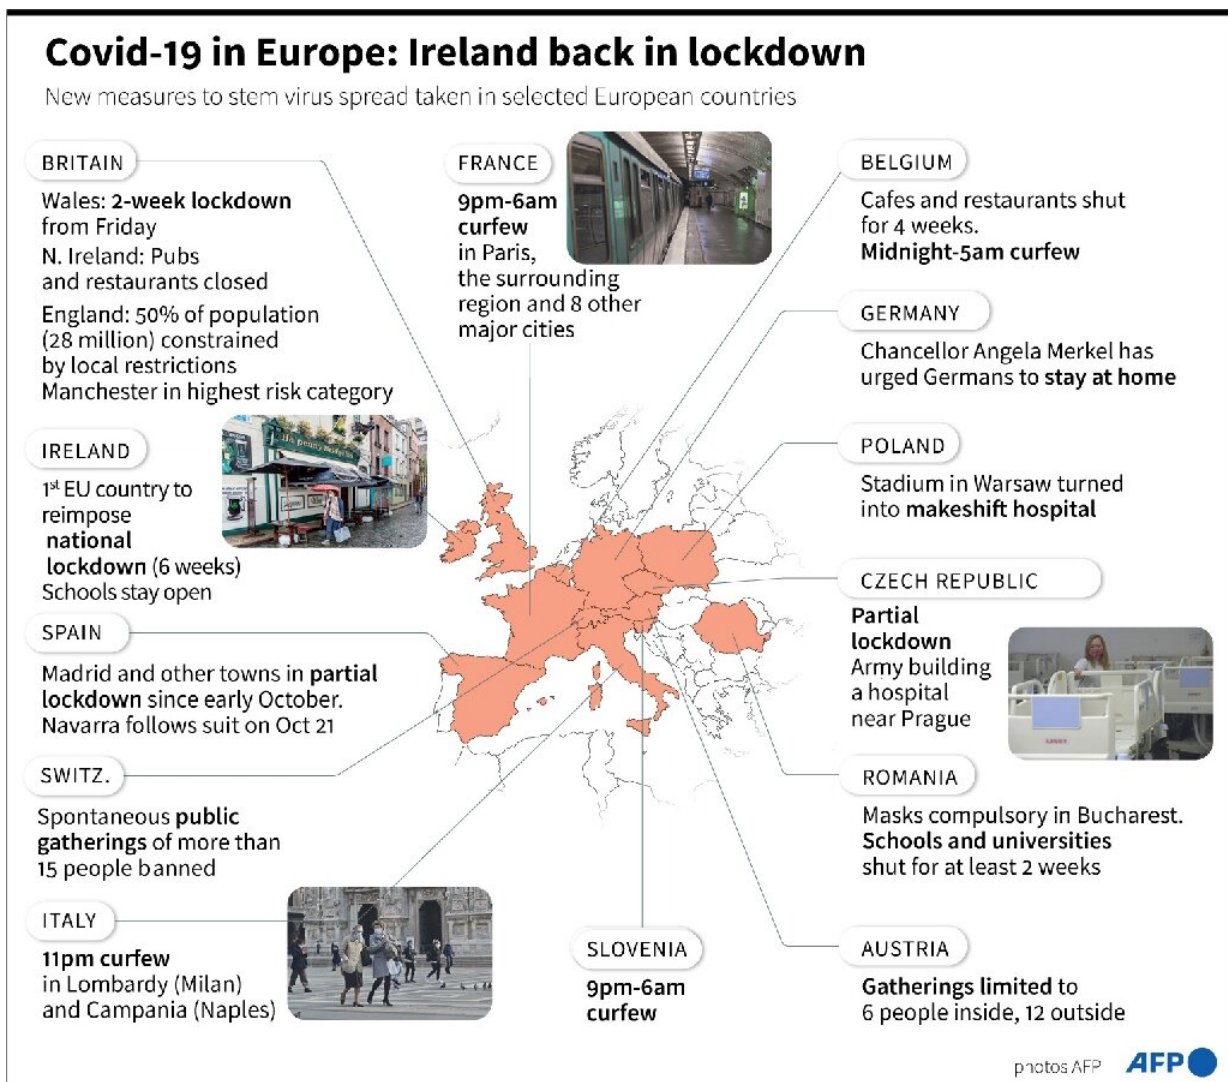 Covid-19 in Europe: Ireland back in lockdown
New measures to stem virus spread taken in selected European countries
BRITAIN
Wales: 2-week lockdown
from Friday
N. Ireland: Pubs
and restaurants closed
England: 50% of population
(28 million) constrained
by local restrictions
Manchester in highest risk category
IRELAND
1st EU country to
reimpose
national
lockdown (6 weeks)
Schools stay open
SPAIN
Madrid and other towns in partial
lockdown since early October.
Navarra follows suit on Oct 21
SWITZ.
Spontaneous public
gatherings of more than
15 people banned
ITALY
11pm curfew
in Lombardy (Milan)
and Campania (Naples)
FRANCE
9pm-6am
curfew
in Paris,
the surrounding
region and 8 other
major cities
SLOVENIA
9pm-6am
curfew
BELGIUM
Cafes and restaurants shut
for 4 weeks.
Midnight-5am curfew
GERMANY
Chancellor Angela Merkel has
urged Germans to stay at home
POLAND
Stadium in Warsaw turned
into makeshift hospital
CZECH REPUBLIC
Partial
lockdown
Army building
a hospital
near Prague
ROMANIA
Masks compulsory in Bucharest.
Schools and universities
shut for at least 2 weeks
AUSTRIA
Gatherings limited to
6 people inside, 12 outside
photos AFP
AFP